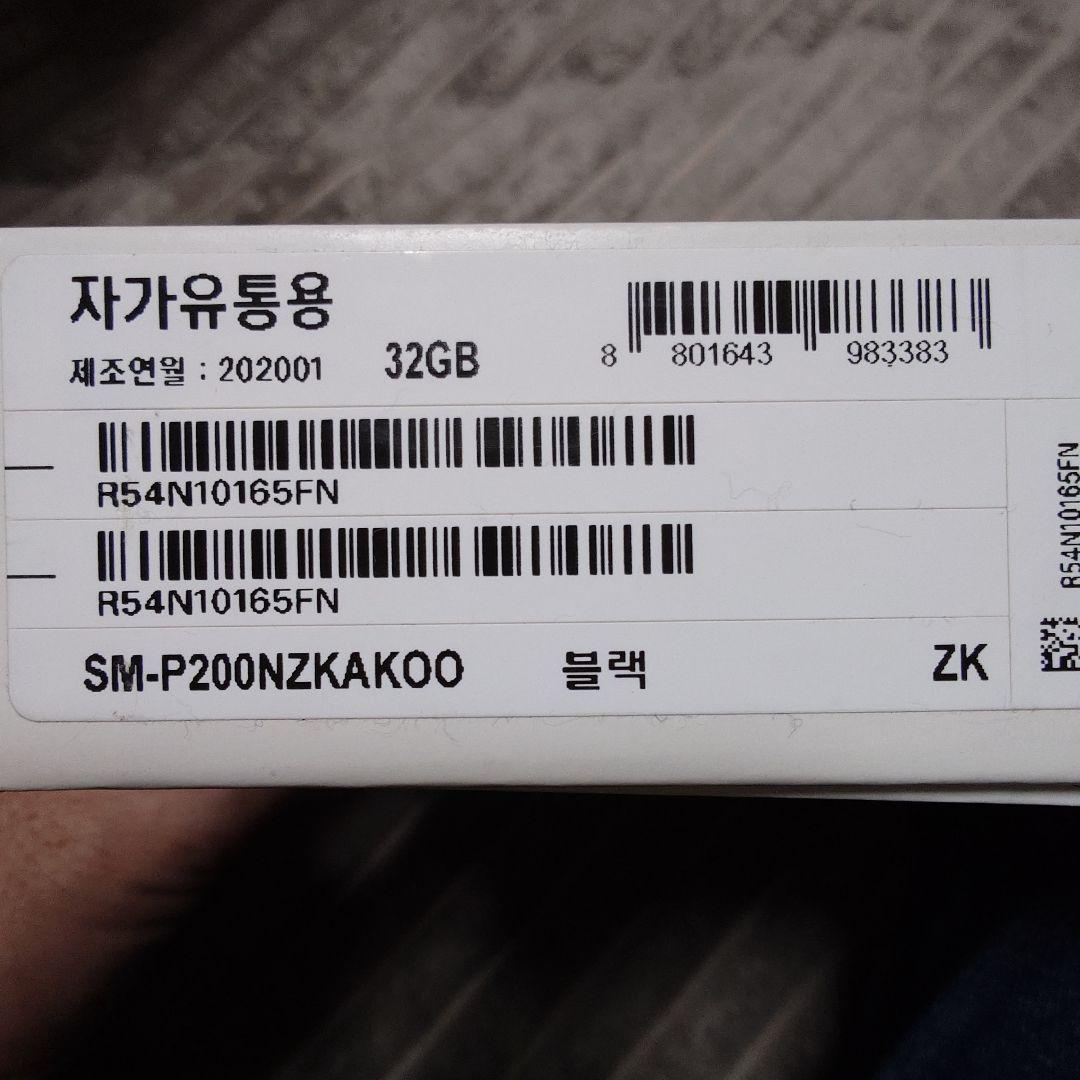 자가유통용
제조연월 : 202001
32GB
8 801643 983383
R54N10165FN
R54N10165FN
SM-P200NZKAKOO
블랙
ZK
R54N10165FN